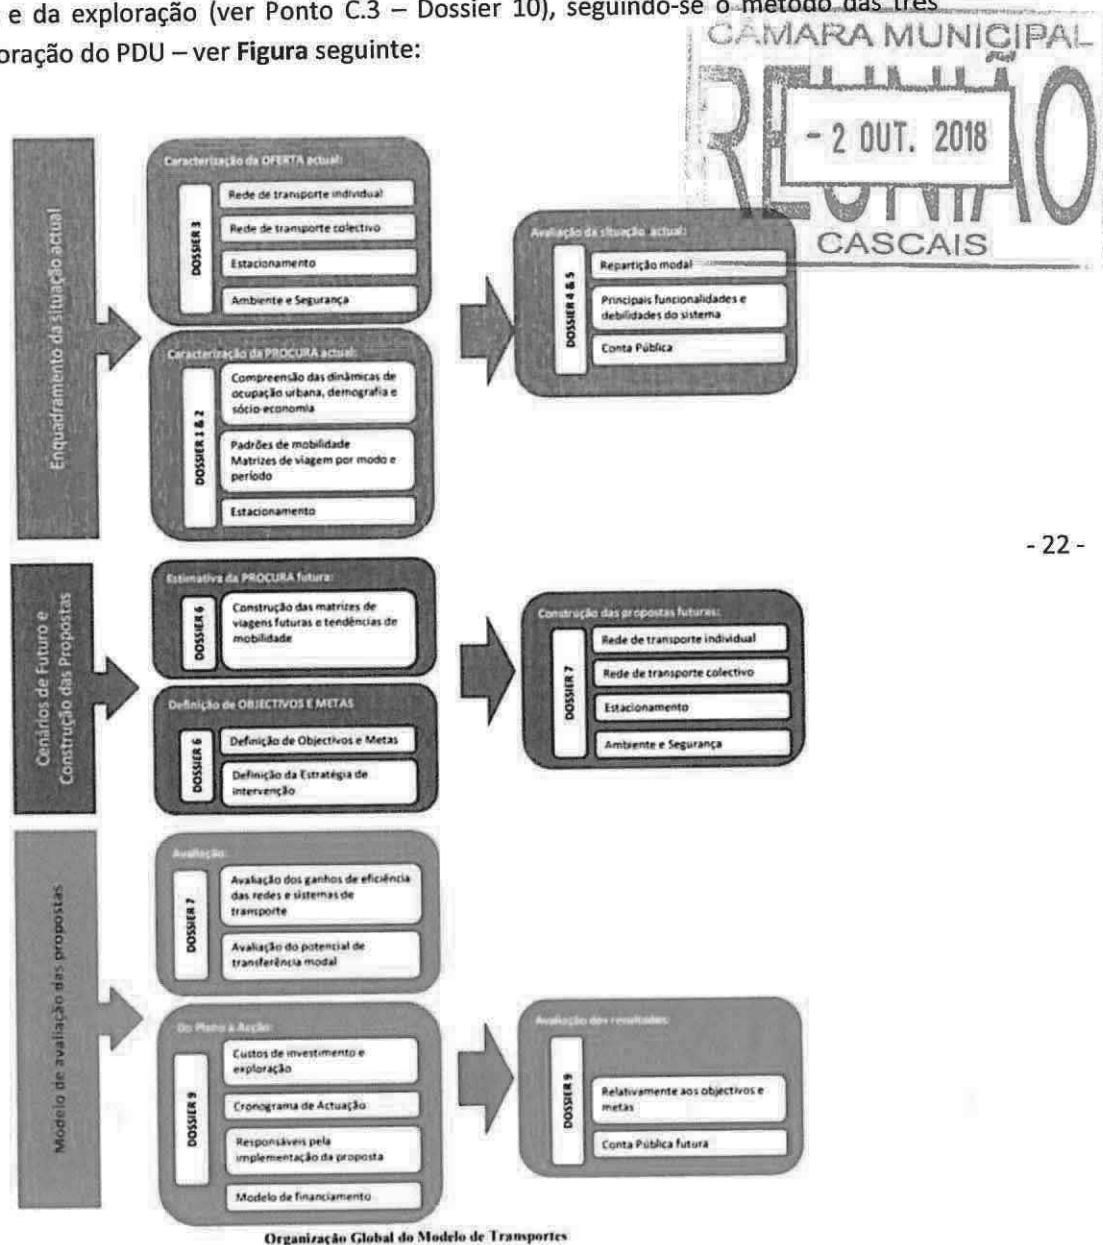 e da exploração (ver Ponto C.3 – Dossier 10), seguindo-se o método das três
oração do PDU – ver Figura seguinte:
CÂMARA MUNICIPAL
REUNIÃO
- 2 OUT. 2018
CASCAIS
Enquadramento da situação actual
Caracterização da OFERTA actual:
DOSSIER 3
Rede de transporte individual
Rede de transporte colectivo
Estacionamento
Ambiente e Segurança
Caracterização da PROCURA actual:
DOSSIER 1 & 2
Compreensão das dinâmicas de
ocupação urbana, demografia e
sócio-economia
Padrões de mobilidade
Matrizes de viagem por modo e
período
Estacionamento
Avaliação da situação actual:
DOSSIER 4 & 5
Repartição modal
Principais funcionalidades e
debilidades do sistema
Conta Pública
- 22 -
Cenários de Futuro e
Construção das Propostas
Estimativa da PROCURA futura:
DOSSIER 6
Construção das matrizes de
viagens futuras e tendências de
mobilidade
Definição de OBJECTIVOS E METAS
DOSSIER 6
Definição de Objectivos e Metas
Definição da Estratégia de
intervenção
Construção das propostas futuras:
DOSSIER 7
Rede de transporte individual
Rede de transporte colectivo
Estacionamento
Ambiente e Segurança
Modelo de avaliação das propostas
Avaliação:
DOSSIER 7
Avaliação dos ganhos de eficiência
das redes e sistemas de
transporte
Avaliação do potencial de
transferência modal
Do Plano à Acção:
DOSSIER 9
Custos de investimento e
exploração
Cronograma de Actuação
Responsáveis pela
implementação da proposta
Modelo de financiamento
Avaliação dos resultados:
DOSSIER 9
Relativamente aos objectivos e
metas
Conta Pública futura
Organização Global do Modelo de Transportes